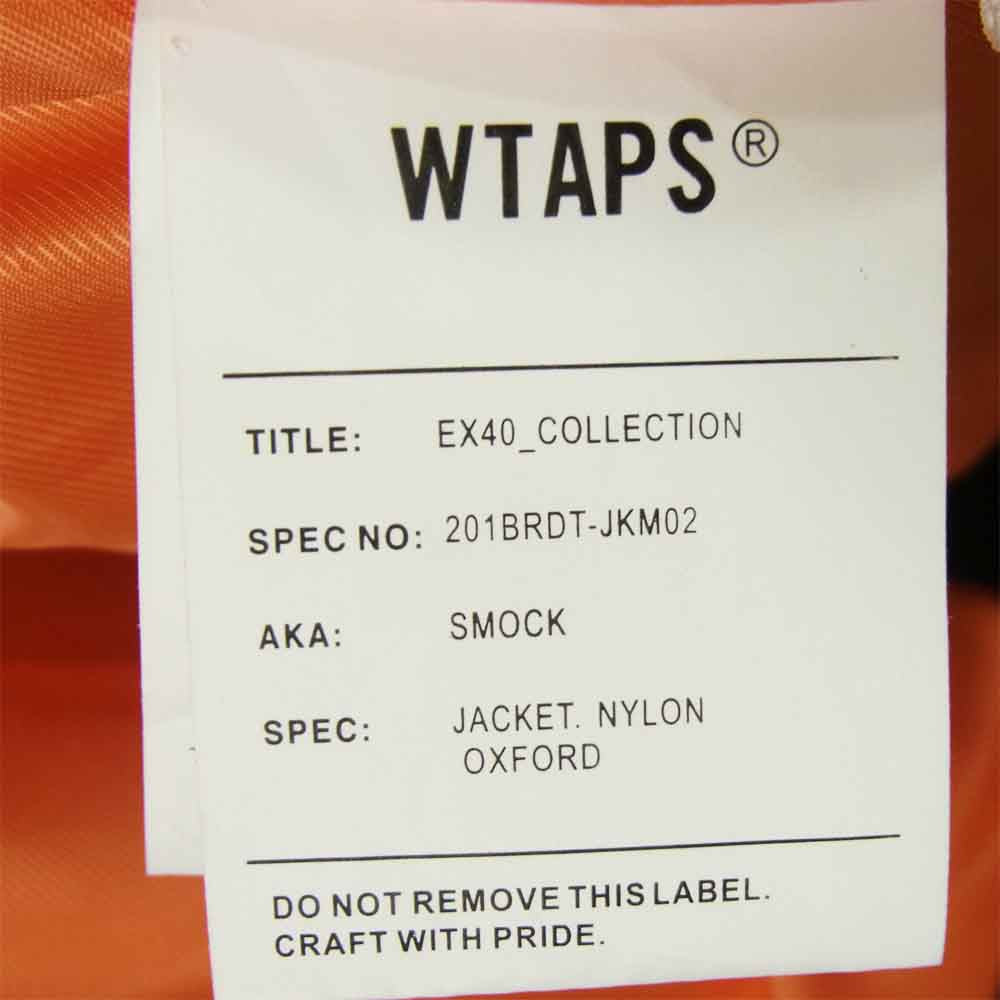 WTAPS®
TITLE: EX40_COLLECTION
SPEC NO: 201BRDT-JKM02
AKA: SMOCK
SPEC: JACKET. NYLON
OXFORD
DO NOT REMOVE THIS LABEL.
CRAFT WITH PRIDE.